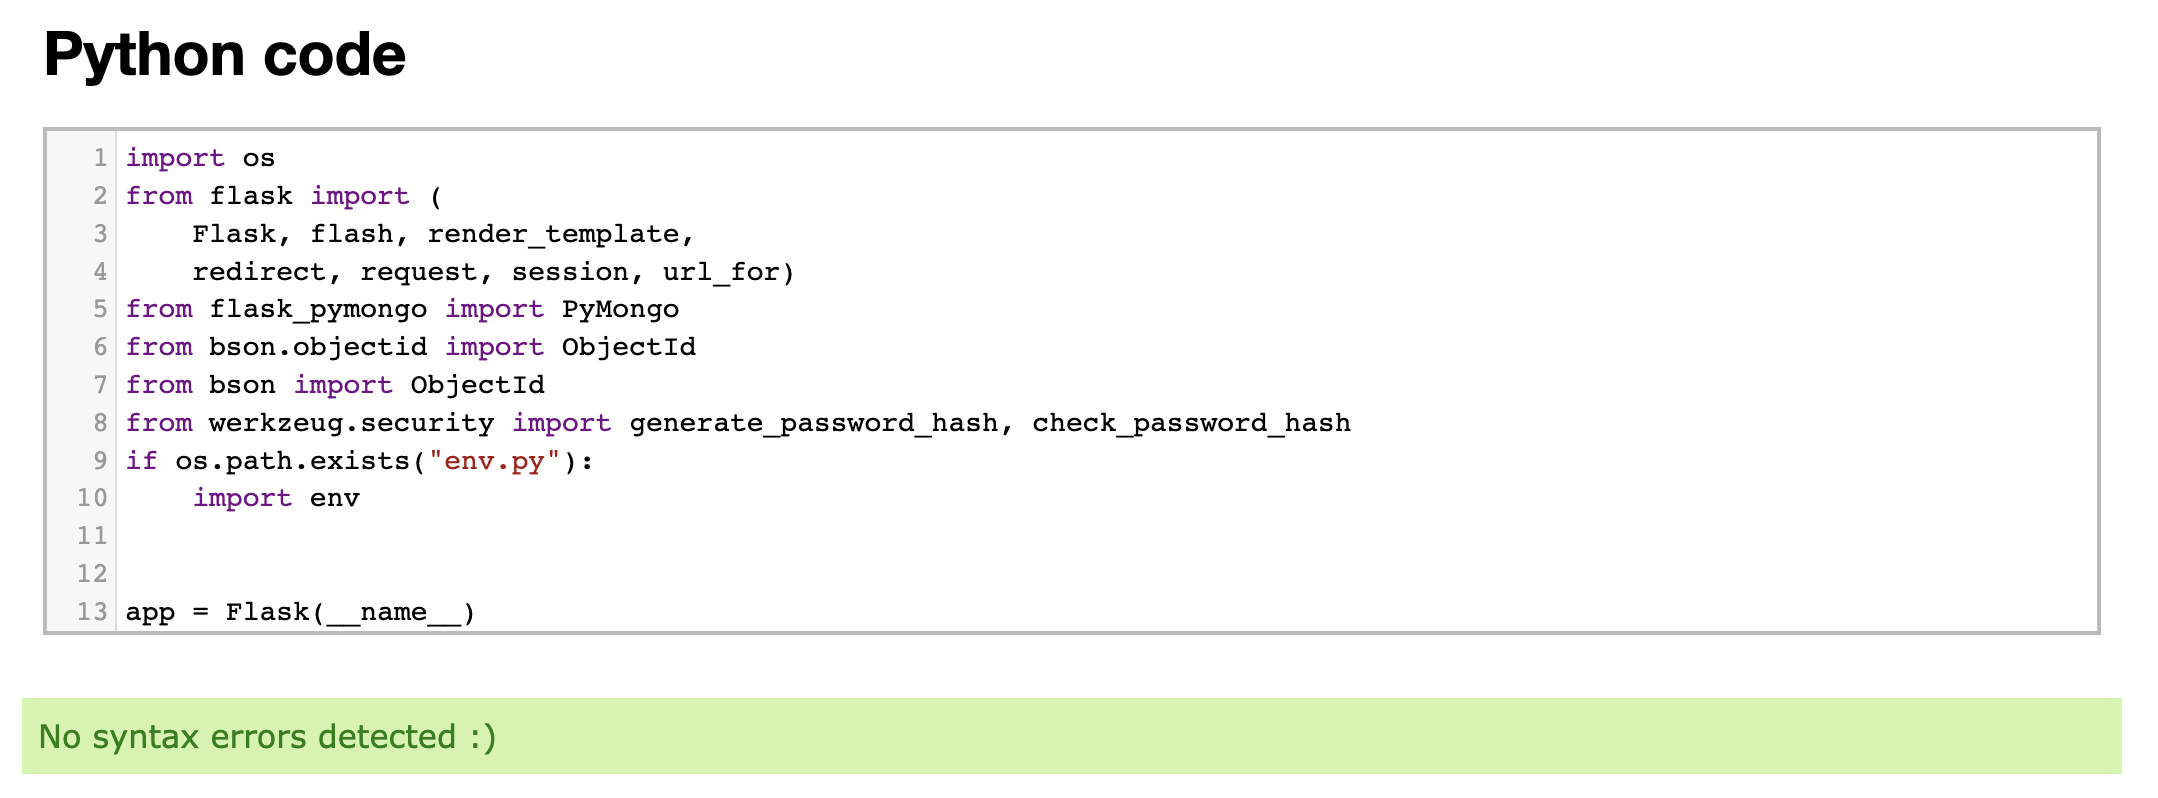 Python code
1 import os
2 from flask import (
3     Flask, flash, render_template,
4     redirect, request, session, url_for)
5 from flask_pymongo import PyMongo
6 from bson.objectid import ObjectId
7 from bson import ObjectId
8 from werkzeug.security import generate_password_hash, check_password_hash
9 if os.path.exists("env.py"):
10     import env
11
12
13 app = Flask(__name__)
No syntax errors detected :)